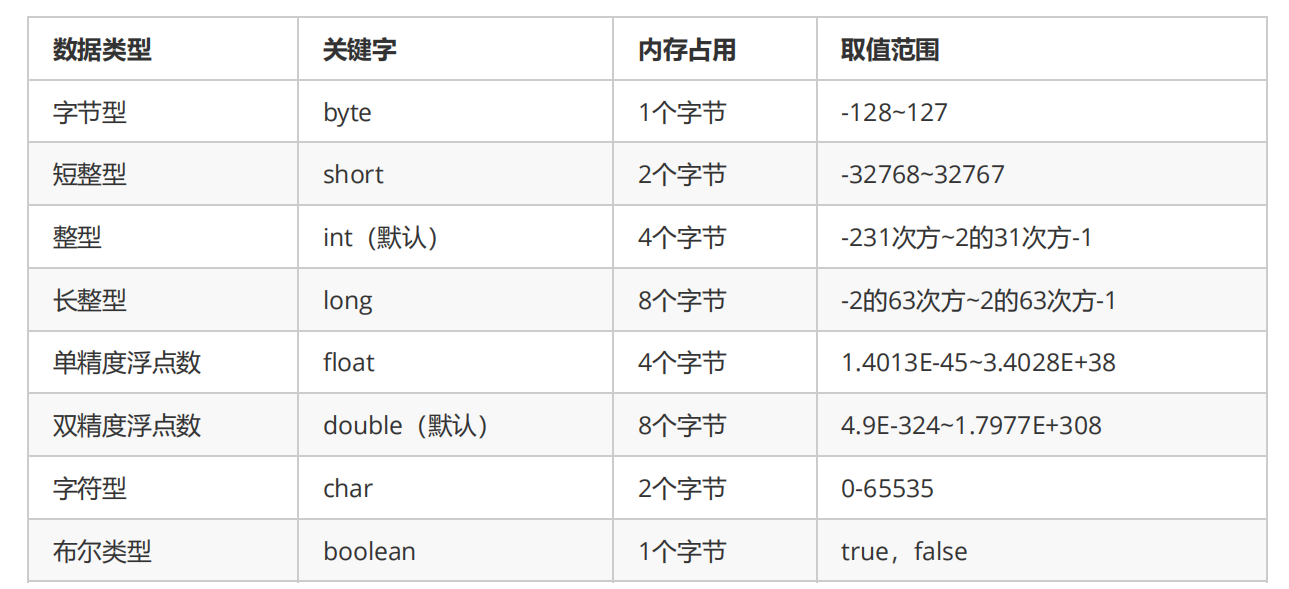 数据类型 关键字 内存占用 取值范围
字节型 byte 1个字节 -128~127
短整型 short 2个字节 -32768~32767
整型 int（默认） 4个字节 -231次方~2的31次方-1
长整型 long 8个字节 -2的63次方~2的63次方-1
单精度浮点数 float 4个字节 1.4013E-45~3.4028E+38
双精度浮点数 double（默认） 8个字节 4.9E-324~1.7977E+308
字符型 char 2个字节 0-65535
布尔类型 boolean 1个字节 true，false